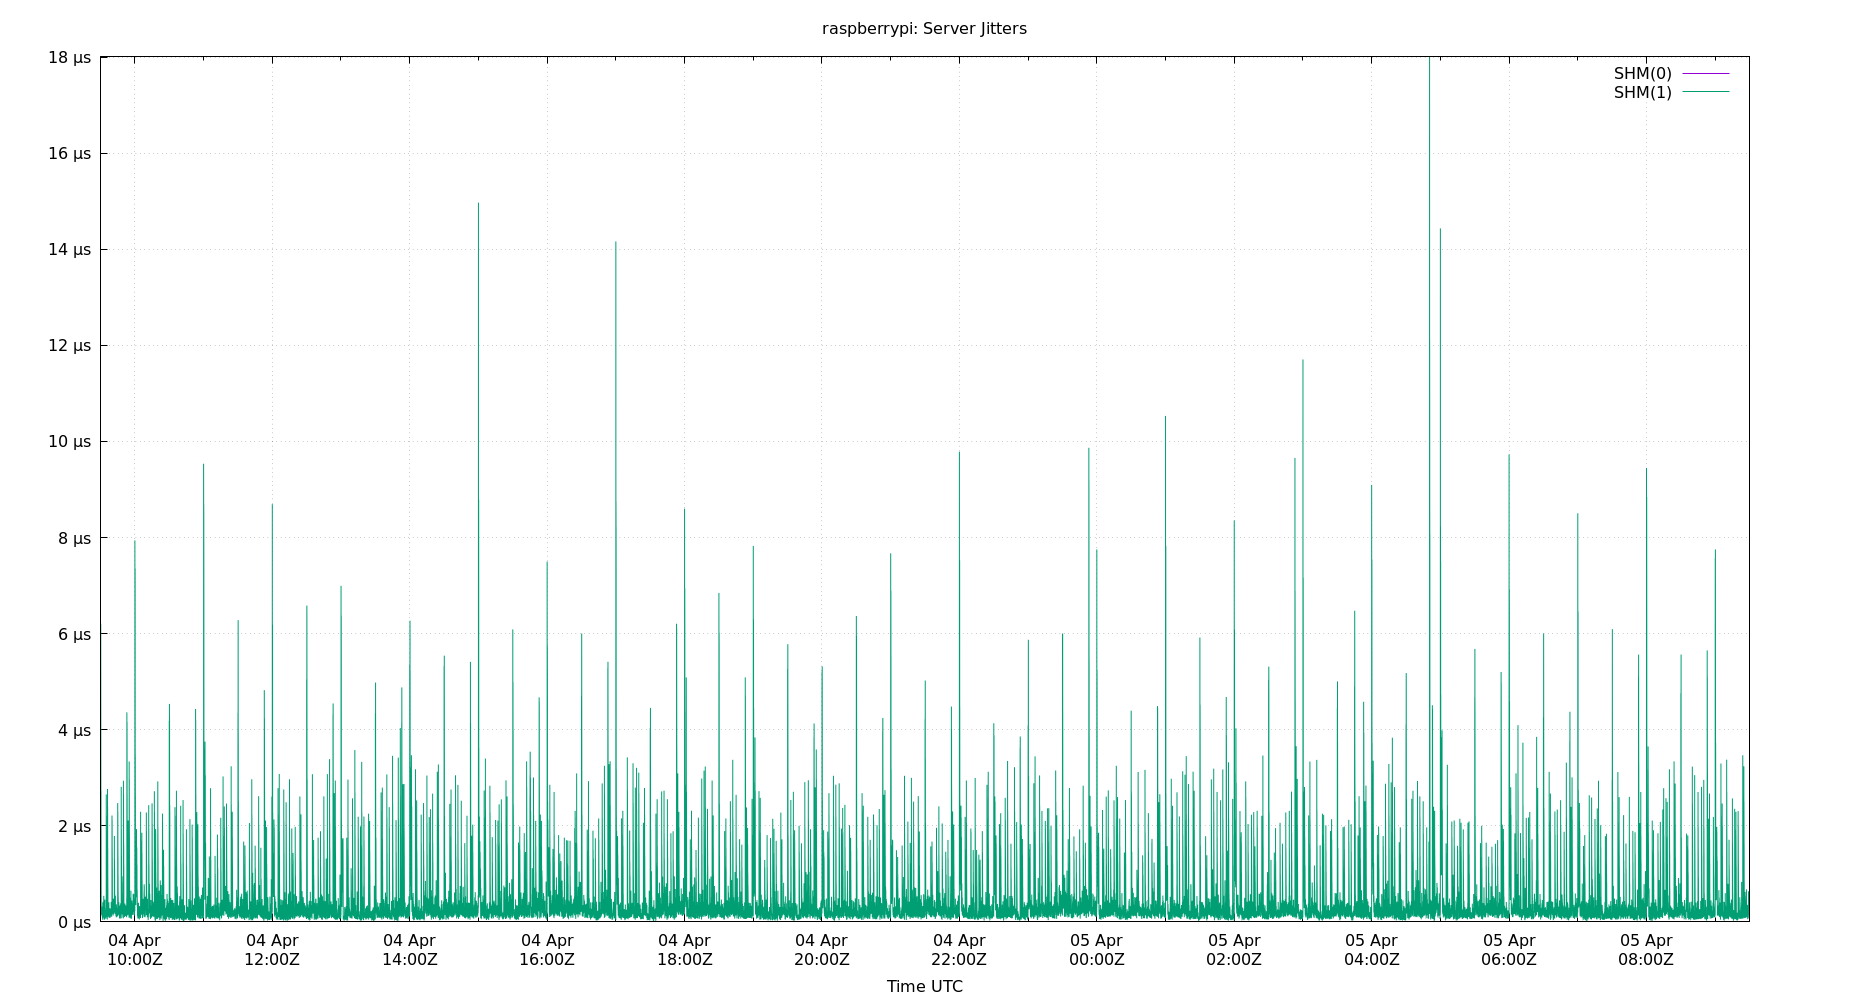 raspberrypi: Server Jitters
SHM(0)
SHM(1)
18 µs
16 µs
14 µs
12 µs
10 µs
8 µs
6 µs
4 µs
2 µs
0 µs
04 Apr 04 Apr 04 Apr 04 Apr 04 Apr 04 Apr 04 Apr 05 Apr 05 Apr 05 Apr 05 Apr 05 Apr
10:00Z 12:00Z 14:00Z 16:00Z 18:00Z 20:00Z 22:00Z 00:00Z 02:00Z 04:00Z 06:00Z 08:00Z
Time UTC